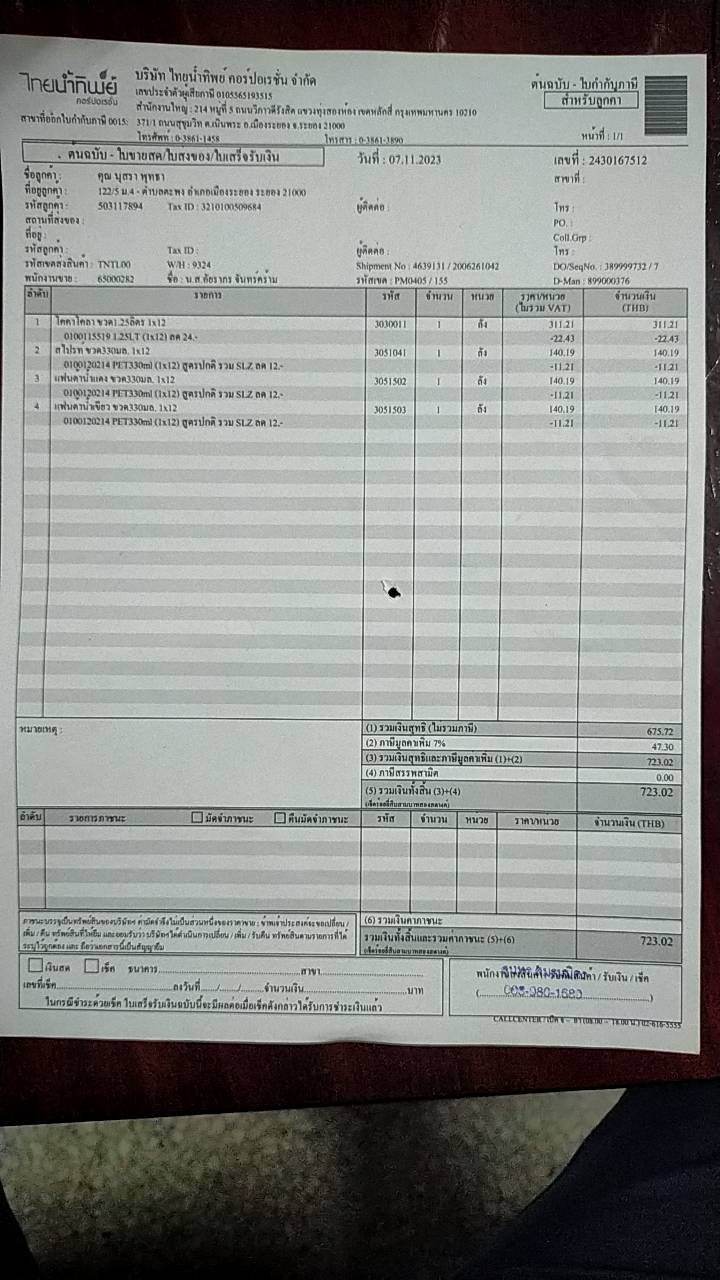 ไทยน้ำทิพย์
คอร์ปอเรชั่น
บริษัท ไทยน้ำทิพย์ คอร์ปอเรชั่น จำกัด
เลขประจำตัวผู้เสียภาษี 0105565193515
สำนักงานใหญ่ : 214 หมู่ที่ 5 ถนนวิภาวดีรังสิต แขวงทุ่งสองห้อง เขตหลักสี่ กรุงเทพมหานคร 10210
สาขาที่ออกใบกำกับภาษี 0015: 371/1 ถนนสุขุมวิท ต.เนินพระ อ.เมืองระยอง จ.ระยอง 21000
โทรศัพท์ : 0-3861-1458 โทรสาร : 0-3861-3890
ต้นฉบับ - ใบกำกับภาษี
สำหรับลูกค้า
หน้าที่ : 1/1
ต้นฉบับ - ใบขายสด/ใบส่งของ/ใบเสร็จรับเงิน วันที่ : 07.11.2023 เลขที่ : 2430167512
ชื่อลูกค้า : คุณ นุสรา พุทธา สาขาที่ :
ที่อยู่ลูกค้า : 122/5 ม.4 - ตำบลตะพง อำเภอเมืองระยอง ระยอง 21000
รหัสลูกค้า : 503117894 Tax ID : 3210100509684 ผู้ติดต่อ : โทร :
สถานที่ส่งของ : PO. :
ที่อยู่ : Coll.Grp :
รหัสลูกค้า : Tax ID : ผู้ติดต่อ : โทร :
รหัสเขตส่งสินค้า : TNTL00 W/H : 9324 Shipment No : 4639131 / 2006261042 DO/SeqNo. : 389999732 / 7
พนักงานขาย : 65000282 ชื่อ : น.ส.อัธราภร จันทร์คร้าม รหัสเขต : PM0405 / 155 D-Man : 899000376
ลำดับ รายการ รหัส จำนวน หน่วย ราคา/หน่วย จำนวนเงิน
(ไม่รวม VAT) (THB)
1 โคคาโคลา ขวด1.25ลิตร 1x12 3030011 1 ลัง 311.21 311.21
0100115519 1.25LT (1x12) ลด 24.- -22.43 -22.43
2 สไปรท ขวด330มล. 1x12 3051041 1 ลัง 140.19 140.19
0100120214 PET330ml (1x12) สูตรปกติ รวม SLZ ลด 12.- -11.21 -11.21
3 แฟนต้าน้ำแดง ขวด330มล. 1x12 3051502 1 ลัง 140.19 140.19
0100120214 PET330ml (1x12) สูตรปกติ รวม SLZ ลด 12.- -11.21 -11.21
4 แฟนต้าน้ำเขียว ขวด330มล. 1x12 3051503 1 ลัง 140.19 140.19
0100120214 PET330ml (1x12) สูตรปกติ รวม SLZ ลด 12.- -11.21 -11.21
หมายเหตุ :
(1) รวมเงินสุทธิ (ไม่รวมภาษี) 675.72
(2) ภาษีมูลค่าเพิ่ม 7% 47.30
(3) รวมเงินสุทธิและภาษีมูลค่าเพิ่ม (1)+(2) 723.02
(4) ภาษีสรรพสามิต 0.00
(5) รวมเงินทั้งสิ้น (3)+(4) 723.02
(เจ็ดร้อยยี่สิบสามบาทสองสตางค์)
ลำดับ รายการภาชนะ มัดจำภาชนะ คืนมัดจำภาชนะ รหัส จำนวน หน่วย ราคา/หน่วย จำนวนเงิน (THB)
(6) รวมเงินค่าภาชนะ
รวมเงินทั้งสิ้นและรวมค่าภาชนะ (5)+(6) 723.02
(เจ็ดร้อยยี่สิบสามบาทสองสตางค์)
เงินสด เช็ค ธนาคาร สาขา
เลขที่เช็ค ลงวันที่ / / จำนวนเงิน บาท
ในกรณีชำระด้วยเช็ค ใบเสร็จรับเงินฉบับนี้จะมีผลต่อเมื่อเช็คดังกล่าวได้รับการชำระเงินแล้ว
/ รับเงิน / เช็ค